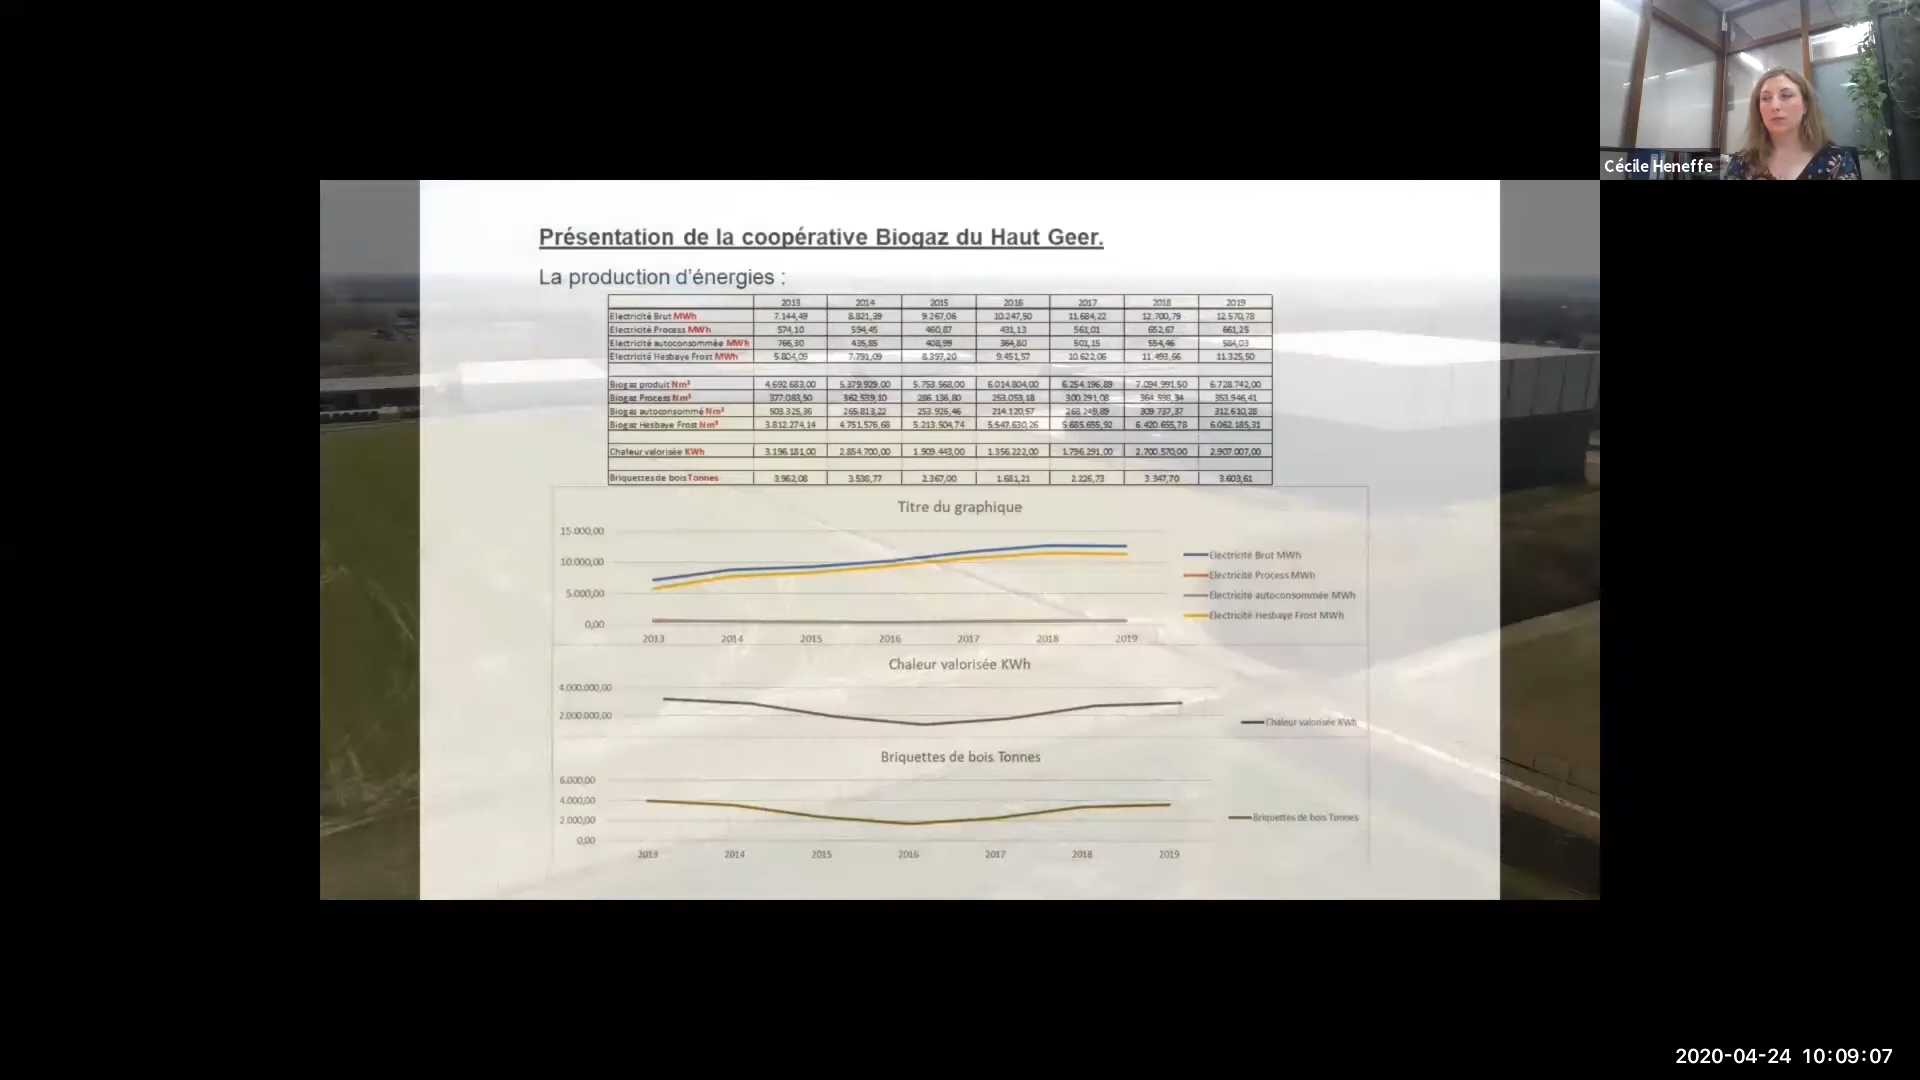 Cécile Heneffe
Présentation de la coopérative Biogaz du Haut Geer.
La production d'énergies :
2013 2014 2015 2016 2017 2018 2019
Electricité Brut MWh 7.144,49 8.821,39 9.267,06 10.247,50 11.684,22 12.700,79 12.570,78
Electricité Process MWh 574,10 594,45 460,87 431,13 561,01 652,67 661,25
Electricité autoconsommée MWh 766,30 435,85 408,99 364,80 501,15 554,46 584,03
Electricité Hesbaye Frost MWh 5.804,09 7.791,09 8.397,20 9.451,57 10.622,06 11.493,66 11.325,50
Biogaz produit Nm³ 4.692.683,00 5.379.929,00 5.753.568,00 6.014.804,00 6.254.196,89 7.094.991,50 6.728.742,00
Biogaz Process Nm³ 377.083,50 362.539,10 286.136,80 253.053,18 300.291,08 364.598,34 353.946,41
Biogaz autoconsommé Nm³ 503.325,36 265.813,22 253.926,46 214.120,57 268.249,89 309.737,37 312.610,28
Biogaz Hesbaye Frost Nm³ 3.812.274,14 4.751.576,68 5.213.504,74 5.547.630,26 5.685.655,92 6.420.655,78 6.062.185,31
Chaleur valorisée KWh 3.196.181,00 2.854.700,00 1.909.443,00 1.356.222,00 1.796.291,00 2.700.570,00 2.907.007,00
Briquettes de bois Tonnes 3.962,08 3.538,77 2.367,00 1.681,21 2.226,73 3.347,70 3.603,61
Titre du graphique
15.000,00
10.000,00
5.000,00
0,00
2013 2014 2015 2016 2017 2018 2019
Electricité Brut MWh
Electricité Process MWh
Electricité autoconsommée MWh
Electricité Hesbaye Frost MWh
Chaleur valorisée KWh
4.000.000,00
2.000.000,00
Chaleur valorisée KWh
Briquettes de bois Tonnes
6.000,00
4.000,00
2.000,00
0,00
2013 2014 2015 2016 2017 2018 2019
Briquettes de bois Tonnes
2020-04-24 10:09:07